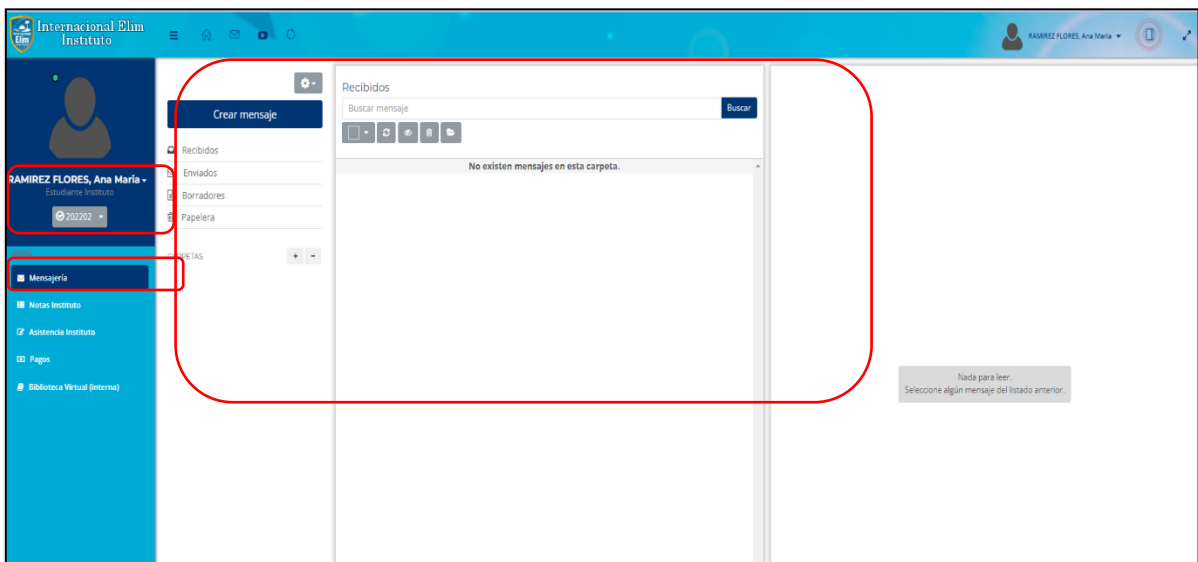 Internacional Elim
Instituto
Elim
RAMIREZ FLORES, Ana Maria
RAMIREZ FLORES, Ana Maria
Estudiante Instituto
202202
Mensajería
Notas Instituto
Asistencia Instituto
Pagos
Biblioteca Virtual (interna)
Crear mensaje
Recibidos
Enviados
Borradores
Papelera
Recibidos
Buscar mensaje
Buscar
No existen mensajes en esta carpeta.
Nada para leer.
Seleccione algún mensaje del listado anterior.